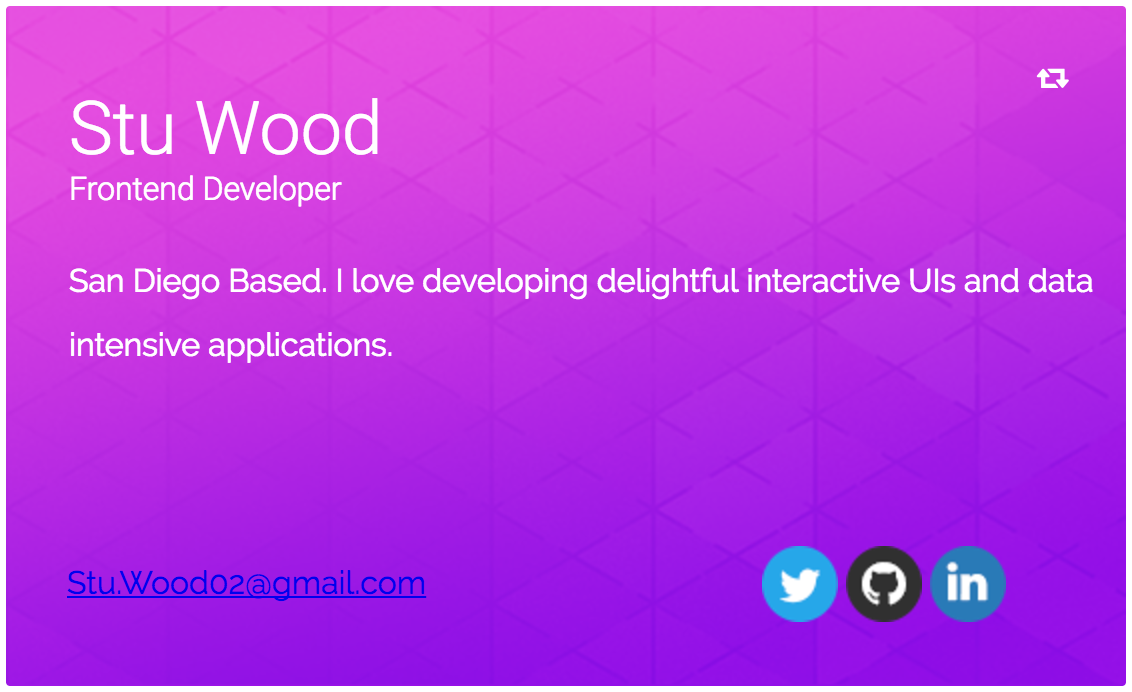 Stu Wood
Frontend Developer
San Diego Based. I love developing delightful interactive UIs and data
intensive applications.
Stu.Wood02@gmail.com
in